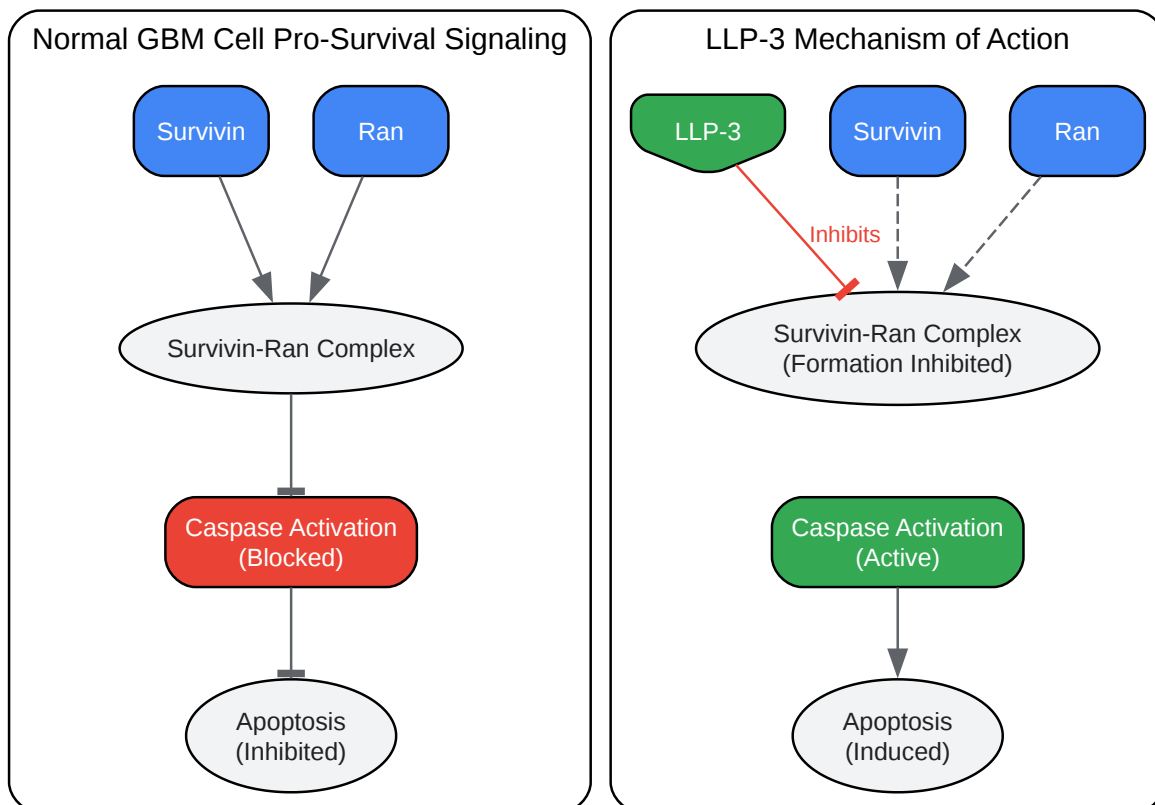 Normal GBM Cell Pro-Survival Signaling
Survivin
Ran
Survivin-Ran Complex
Caspase Activation
(Blocked)
Apoptosis
(Inhibited)
LLP-3 Mechanism of Action
LLP-3
Survivin
Ran
Inhibits
Survivin-Ran Complex
(Formation Inhibited)
Caspase Activation
(Active)
Apoptosis
(Induced)